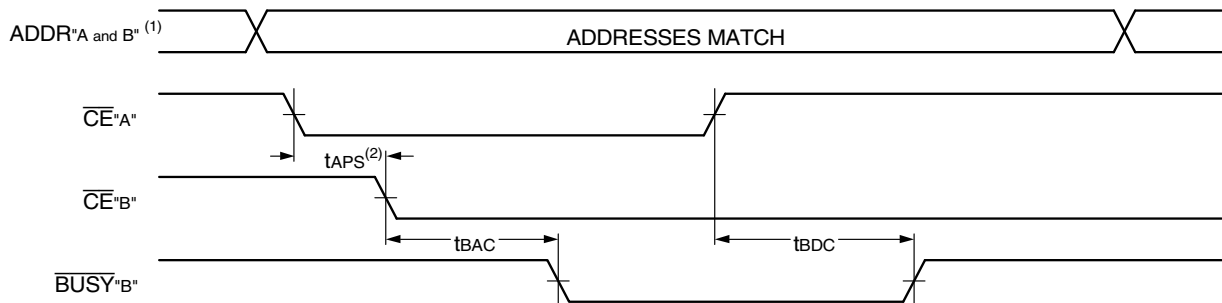 ADDR"A and B" (1)
ADDRESSES MATCH
CE"A"
tAPS(2)
CE"B"
tBAC
tBDC
BUSY"B"